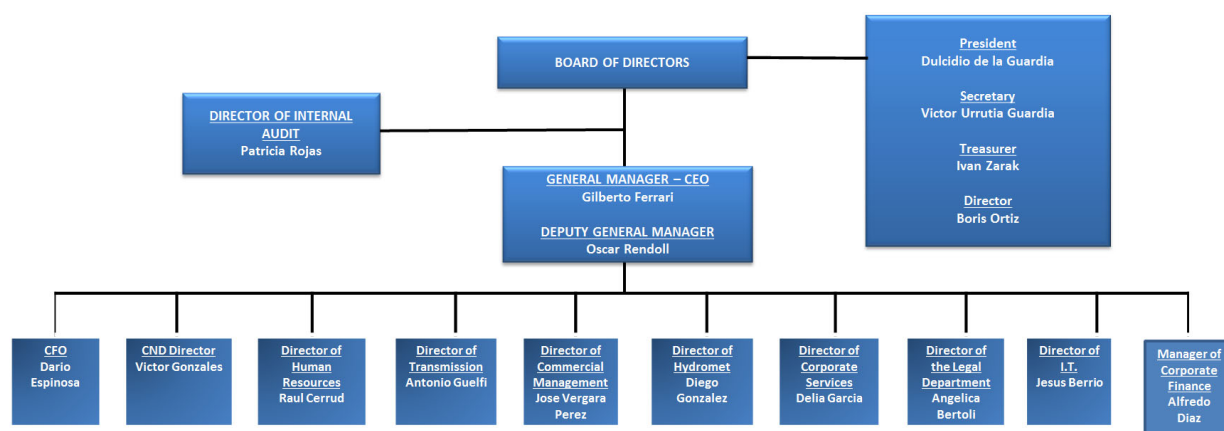 BOARD OF DIRECTORS
President
Dulcidio de la Guardia
Secretary
Victor Urrutia Guardia
Treasurer
Ivan Zarak
Director
Boris Ortiz
DIRECTOR OF INTERNAL
AUDIT
Patricia Rojas
GENERAL MANAGER – CEO
Gilberto Ferrari
DEPUTY GENERAL MANAGER
Oscar Rendoll
CFO
Dario
Espinosa
CND Director
Victor Gonzales
Director of
Human
Resources
Raul Cerrud
Director of
Transmission
Antonio Guelfi
Director of
Commercial
Management
Jose Vergara
Perez
Director of
Hydromet
Diego
Gonzalez
Director of
Corporate
Services
Delia Garcia
Director of
the Legal
Department
Angelica
Bertoli
Director of
I.T.
Jesus Berrio
Manager of
Corporate
Finance
Alfredo
Diaz